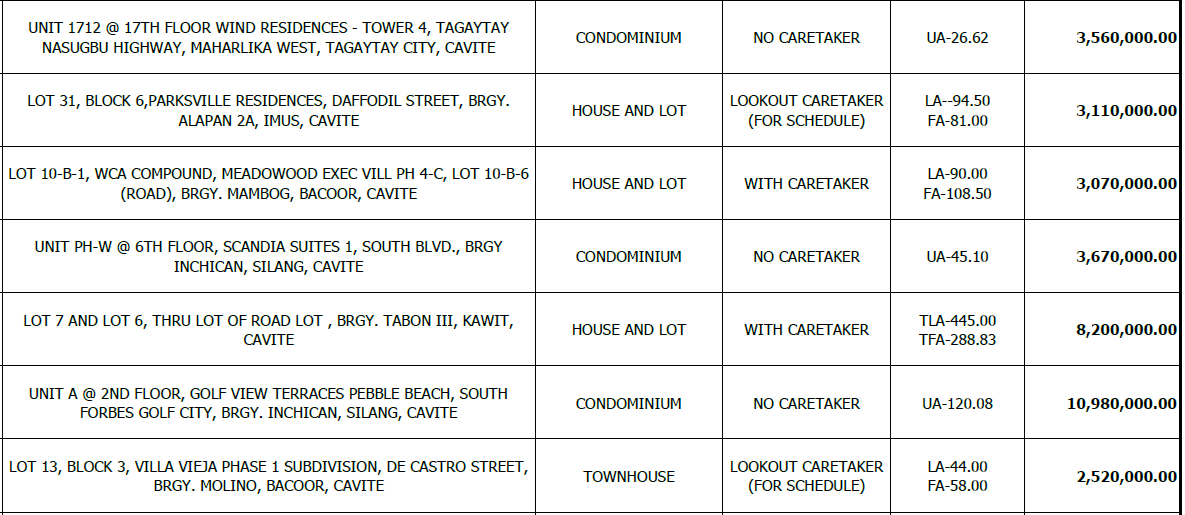 UNIT 1712 @ 17TH FLOOR WIND RESIDENCES - TOWER 4, TAGAYTAY
NASUGBU HIGHWAY, MAHARLIKA WEST, TAGAYTAY CITY, CAVITE
CONDOMINIUM
NO CARETAKER
UA-26.62
3,560,000.00
LOT 31, BLOCK 6,PARKSVILLE RESIDENCES, DAFFODIL STREET, BRGY.
ALAPAN 2A, IMUS, CAVITE
HOUSE AND LOT
LOOKOUT CARETAKER
(FOR SCHEDULE)
LA--94.50
FA-81.00
3,110,000.00
LOT 10-B-1, WCA COMPOUND, MEADOWOOD EXEC VILL PH 4-C, LOT 10-B-6
(ROAD), BRGY. MAMBOG, BACOOR, CAVITE
HOUSE AND LOT
WITH CARETAKER
LA-90.00
FA-108.50
3,070,000.00
UNIT PH-W @ 6TH FLOOR, SCANDIA SUITES 1, SOUTH BLVD., BRGY
INCHICAN, SILANG, CAVITE
CONDOMINIUM
NO CARETAKER
UA-45.10
3,670,000.00
LOT 7 AND LOT 6, THRU LOT OF ROAD LOT , BRGY. TABON III, KAWIT,
CAVITE
HOUSE AND LOT
WITH CARETAKER
TLA-445.00
TFA-288.83
8,200,000.00
UNIT A @ 2ND FLOOR, GOLF VIEW TERRACES PEBBLE BEACH, SOUTH
FORBES GOLF CITY, BRGY. INCHICAN, SILANG, CAVITE
CONDOMINIUM
NO CARETAKER
UA-120.08
10,980,000.00
LOT 13, BLOCK 3, VILLA VIEJA PHASE 1 SUBDIVISION, DE CASTRO STREET,
BRGY. MOLINO, BACOOR, CAVITE
TOWNHOUSE
LOOKOUT CARETAKER
(FOR SCHEDULE)
LA-44.00
FA-58.00
2,520,000.00